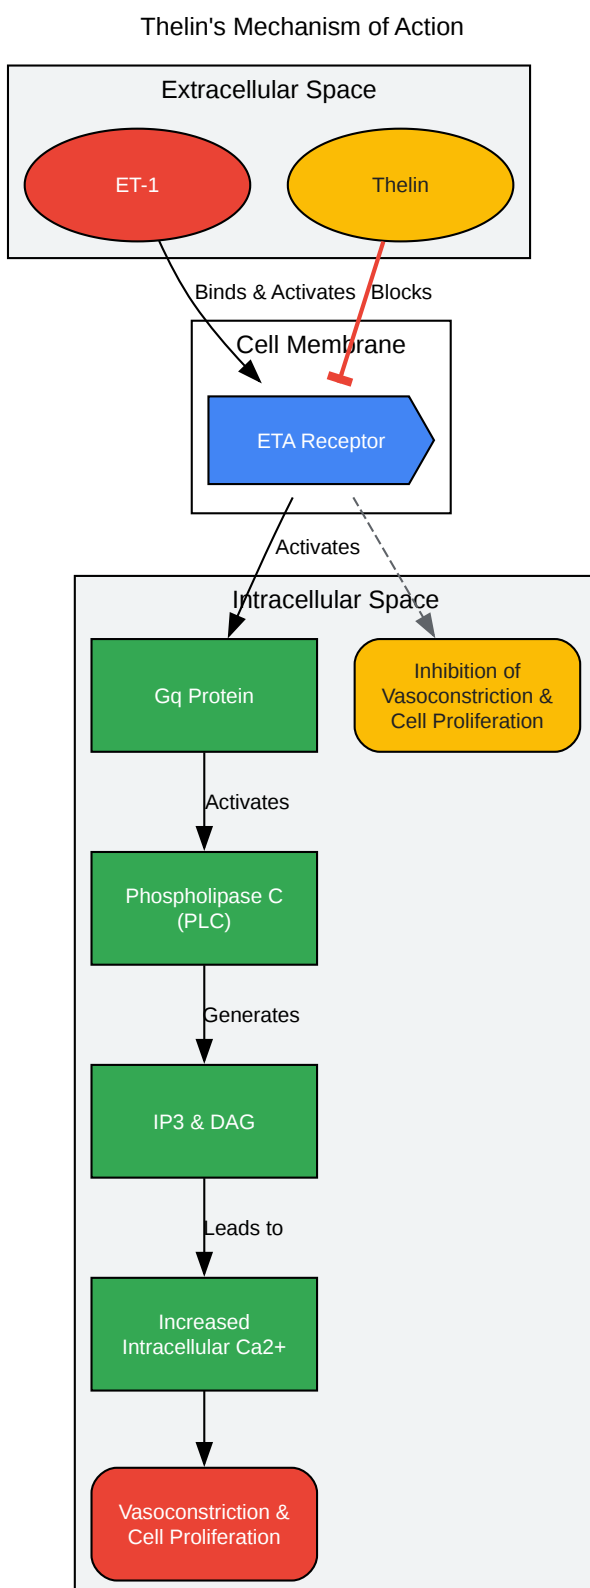 Thelin's Mechanism of Action
Extracellular Space
ET-1
Thelin
Binds & Activates
Blocks
Cell Membrane
ETA Receptor
Activates
Intracellular Space
Gq Protein
Inhibition of
Vasoconstriction &
Cell Proliferation
Activates
Phospholipase C
(PLC)
Generates
IP3 & DAG
Leads to
Increased
Intracellular Ca2+
Vasoconstriction &
Cell Proliferation